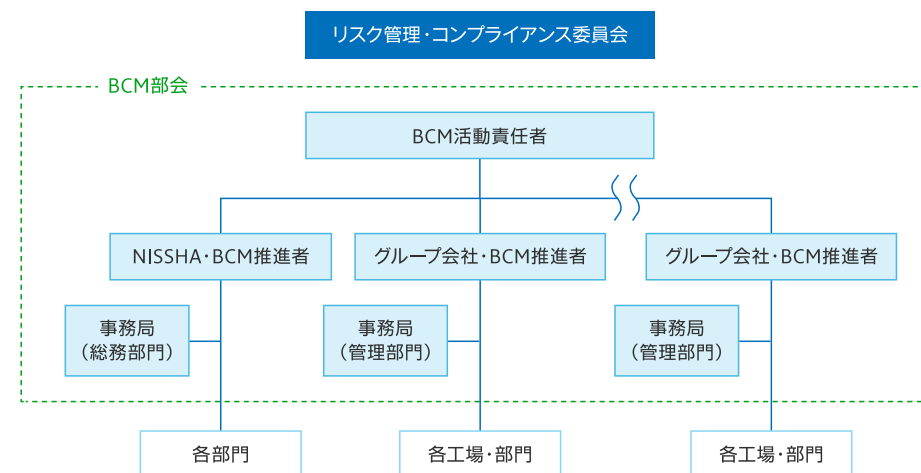 リスク管理・コンプライアンス委員会
BCM部会
BCM活動責任者
NISSHA・BCM推進者
グループ会社・BCM推進者
グループ会社・BCM推進者
事務局
（総務部門）
事務局
（管理部門）
事務局
（管理部門）
各部門
各工場・部門
各工場・部門